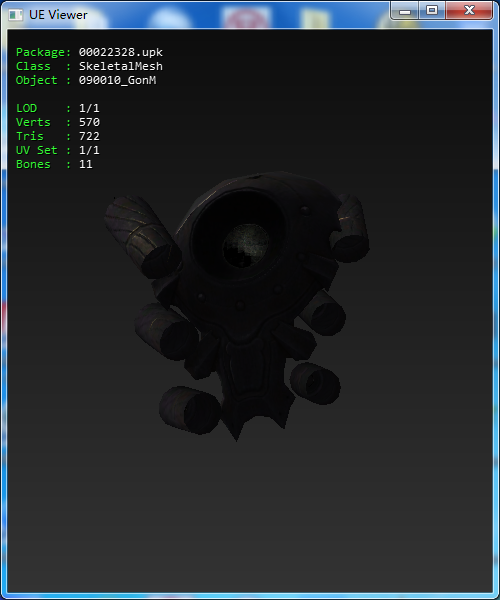 UE Viewer
Package: 00022328.upk
Class : SkeletalMesh
Object : 090010_GonM
LOD : 1/1
Verts : 570
Tris : 722
UV Set : 1/1
Bones : 11